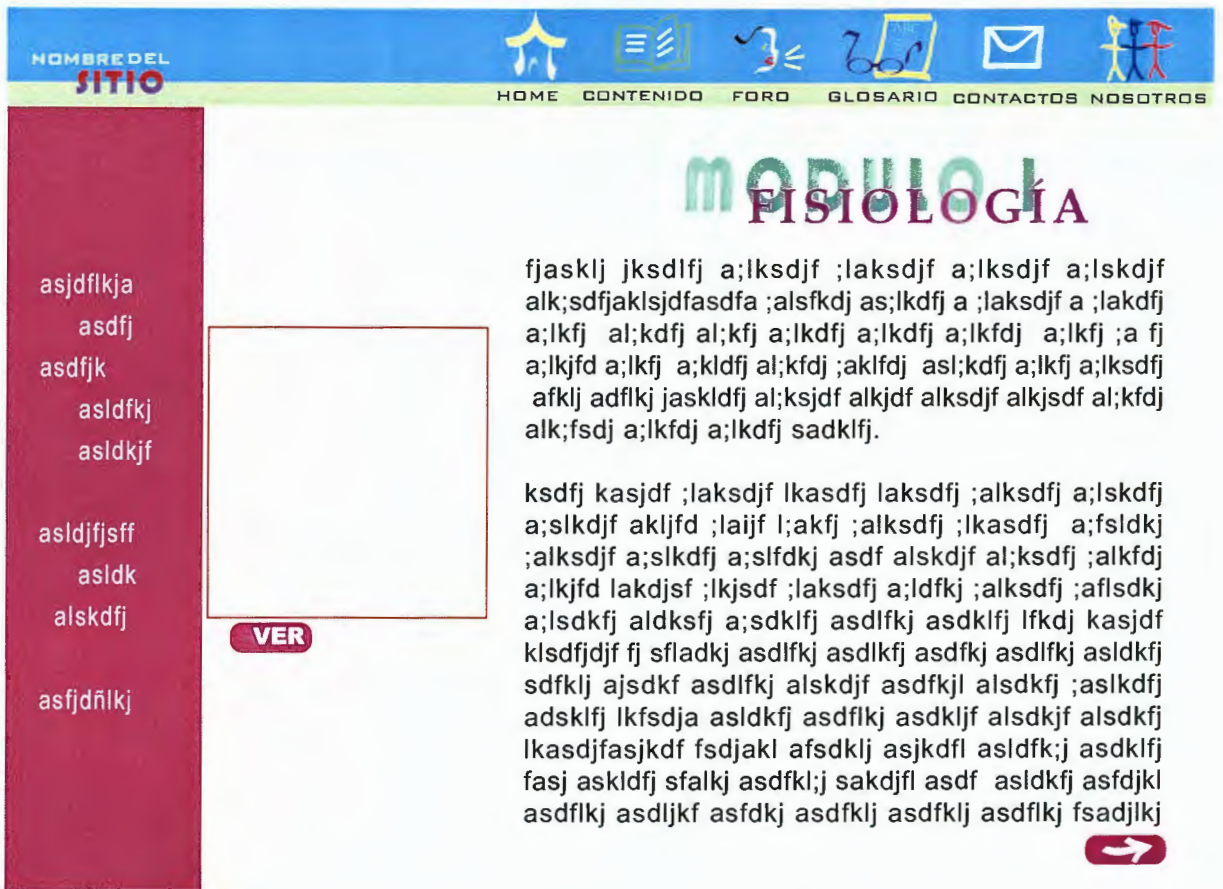 NOMBRE DEL
SITIO
HOME CONTENIDO FORO GLOSARIO CONTACTOS NOSOTROS
MODULO I
FISIOLOGÍA
asjdflkja
asdfj
asdfjk
asldfkj
asldkjf
asldjfjsff
asldk
alskdfj
asfjdñlkj
VER
fjasklj jksdlfj a;lksdjf ;laksdjf a;lksdjf a;lskdjf
alk;sdfjaklsjdfasdfa ;alsfkdj as;lkdfj a ;laksdjf a ;lakdfj
a;lkfj al;kdfj al;kfj a;lkdfj a;lkdfj a;lkfdj a;lkfj ;a fj
a;lkjfd a;lkfj a;kldfj al;kfdj ;aklfdj asl;kdfj a;lkfj a;lksdfj
afklj adflkj jaskldfj al;ksjdf alkjdf alksdjf alkjsdf al;kfdj
alk;fsdj a;lkfdj a;lkdfj sadklfj.
ksdfj kasjdf ;laksdjf lkasdfj laksdfj ;alksdfj a;lskdfj
a;slkdjf akljfd ;laijf l;akfj ;alksdfj ;lkasdfj a;fsldkj
;alksdjf a;slkdfj a;slfdkj asdf alskdjf al;ksdfj ;alkfdj
a;lkjfd lakdjsf ;lkjsdf ;laksdfj a;ldfkj ;alksdfj ;aflsdkj
a;lsdkfj aldksfj a;sdklfj asdlfkj asdklfj lfkdj kasjdf
klsdfjdjf fj sfladkj asdlfkj asdlkfj asdfkj asdlfkj asldkfj
sdfklj ajsdkf asdlfkj alskdjf asdfkjl alsdkfj ;aslkdfj
adsklfj lkfsdja asldkfj asdflkj asdkljf alsdkjf alsdkfj
lkasdjfasjkdf fsdjakl afsdklj asjkdfl asldfk;j asdklfj
fasj askldfj sfalkj asdfkl;j sakdjfl asdf asldkfj asfdjkl
asdflkj asdljkf asfdkj asdfklj asdfklj asdflkj fsadjlkj